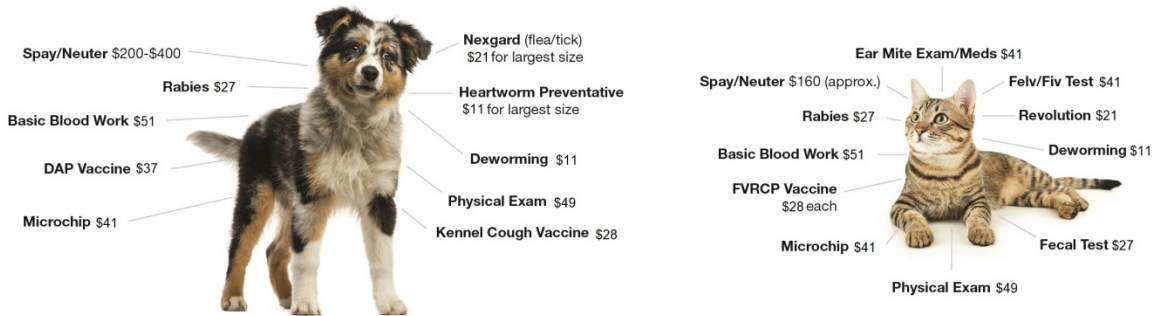 Spay/Neuter $200-$400
Rabies $27
Basic Blood Work $51
DAP Vaccine $37
Microchip $41
Nexgard (flea/tick)
$21 for largest size
Heartworm Preventative
$11 for largest size
Deworming $11
Physical Exam $49
Kennel Cough Vaccine $28
Ear Mite Exam/Meds $41
Spay/Neuter $160 (approx.)
Rabies $27
Basic Blood Work $51
FVRCP Vaccine
$28 each
Microchip $41
Felv/Fiv Test $41
Revolution $21
Deworming $11
Fecal Test $27
Physical Exam $49